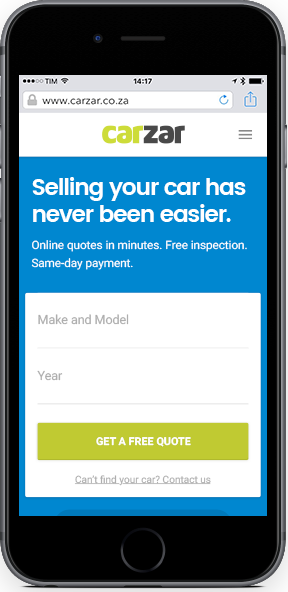 TIM 14:17
www.carzar.co.za
carzar
Selling your car has
never been easier.
Online quotes in minutes. Free inspection.
Same-day payment.
Make and Model
Year
GET A FREE QUOTE
Can't find your car? Contact us